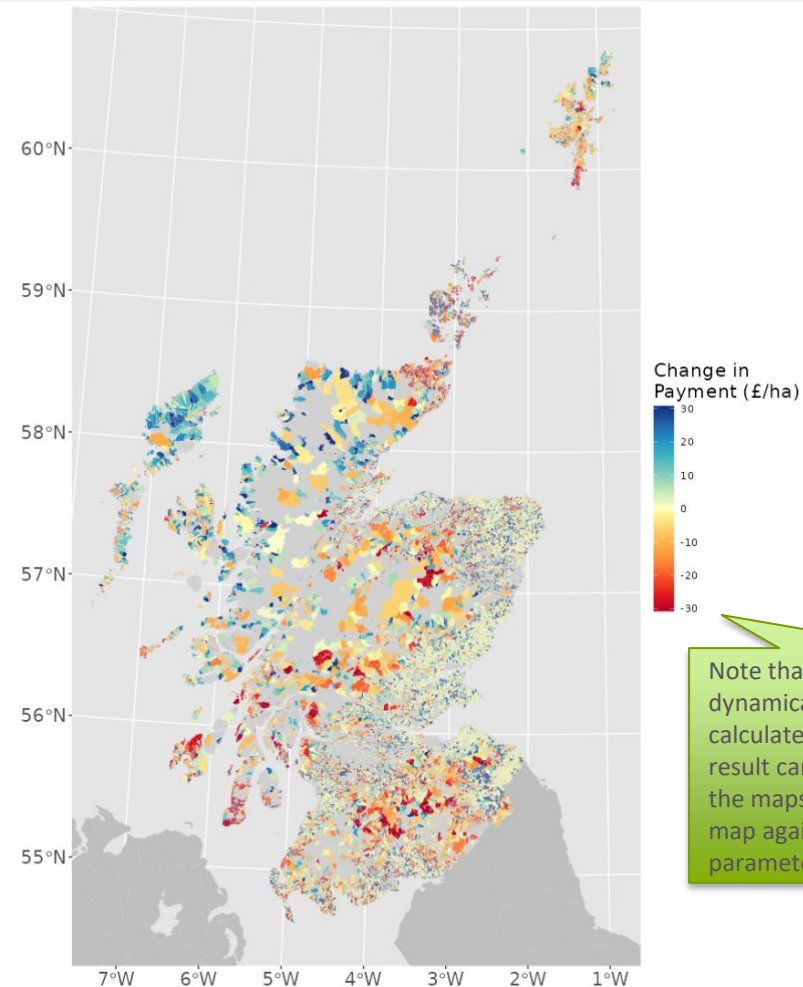 60°N
59°N
58°N
57°N
56°N
55°N
7°W 6°W 5°W 4°W 3°W 2°W 1°W
Change in
Payment (£/ha)
30
20
10
0
-10
-20
-30
Note tha
dynamica
calculate
result car
the maps
map agai
paramete